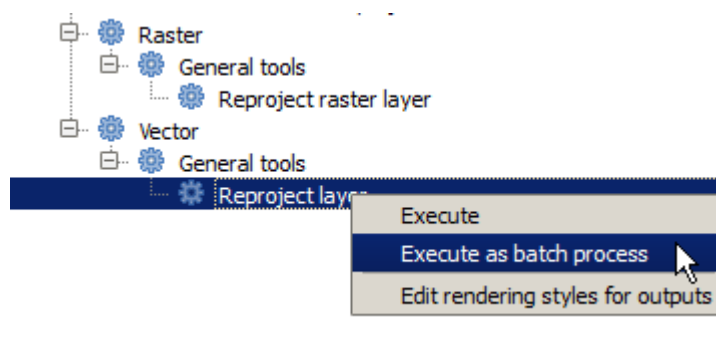 Raster
General tools
Reproject raster layer
Vector
General tools
Reproject layer
Execute
Execute as batch process
Edit rendering styles for outputs